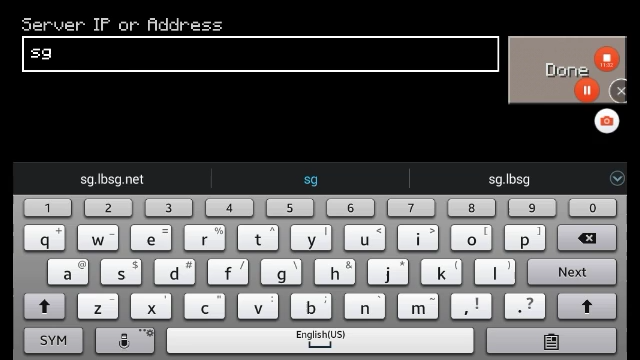 Server IP or Address
sg
Done
sg.lbsg.net sg sg.lbsg
1 2 3 4 5 6 7 8 9 0
q + w _ e = r % t ^ y | u < i > o [ p ]
a @ s $ d # f / g \ h & j * k ( l ) Next
z - x ' c " v : b ; n ` m ~ , ! . ?
SYM English(US)